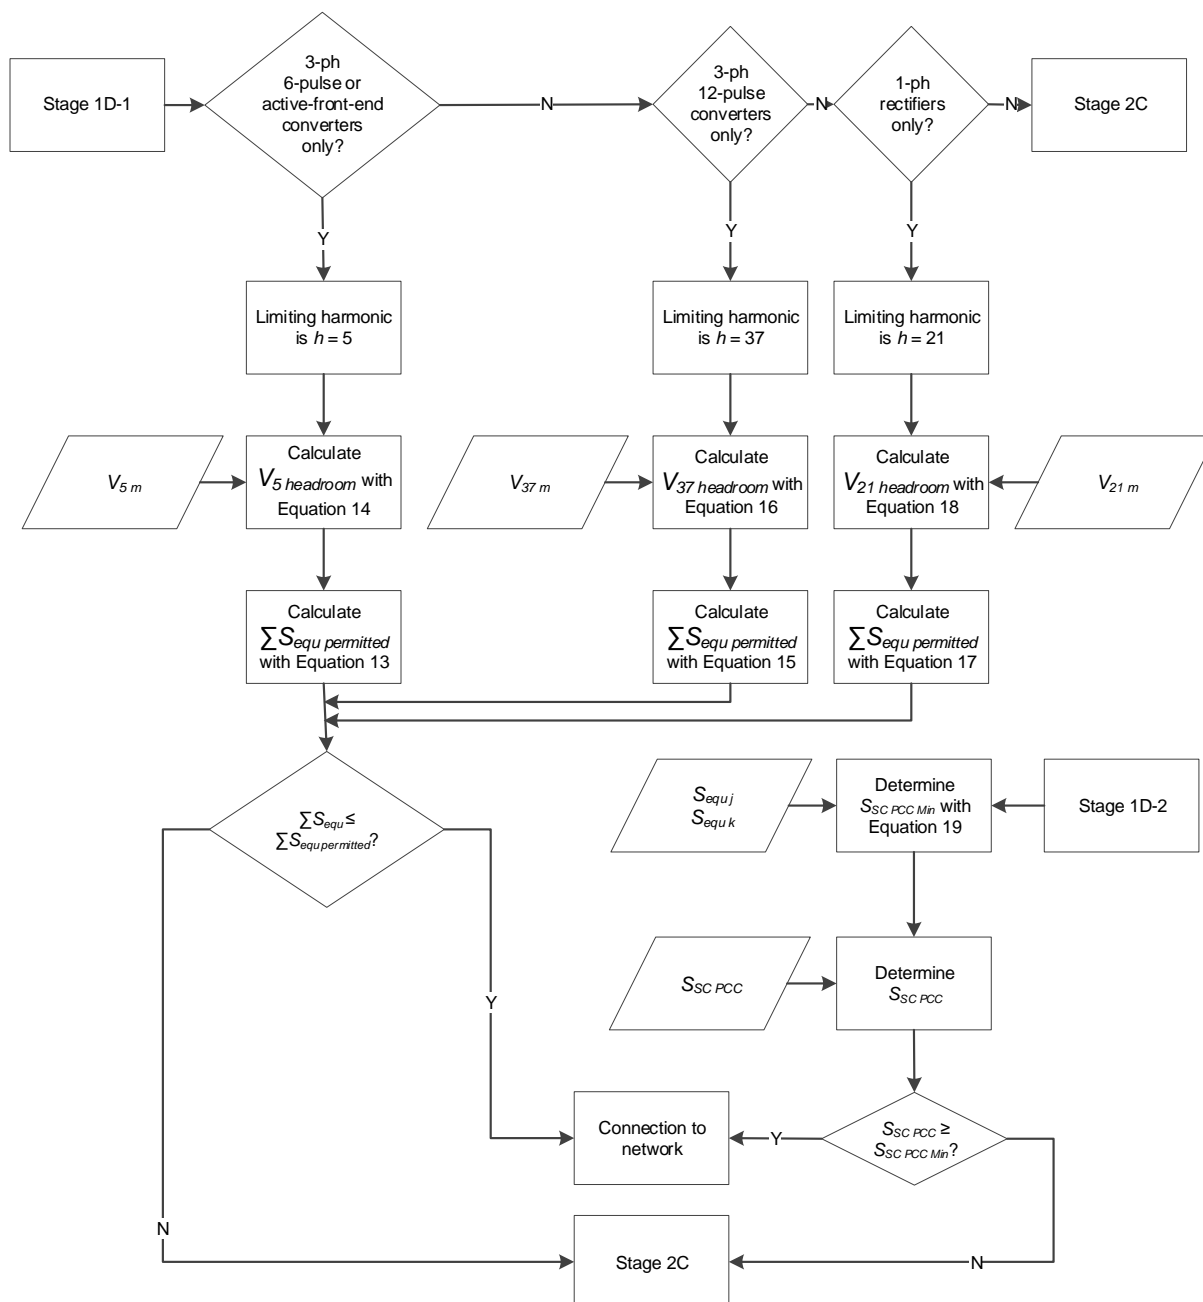 Stage 1D-1
3-ph
6-pulse or
active-front-end
converters
only?
N
3-ph
12-pulse
converters
only?
N
1-ph
rectifiers
only?
N
Stage 2C
Y
Y
Y
Limiting harmonic
is h = 5
Limiting harmonic
is h = 37
Limiting harmonic
is h = 21
V5 m
Calculate
V5 headroom with
Equation 14
V37 m
Calculate
V37 headroom with
Equation 16
Calculate
V21 headroom with
Equation 18
V21 m
Calculate
∑Sequ permitted
with Equation 13
Calculate
∑Sequ permitted
with Equation 15
Calculate
∑Sequ permitted
with Equation 17
∑Sequ ≤
∑Sequ permitted?
Sequ j
Sequ k
Determine
SSC PCC Min with
Equation 19
Stage 1D-2
SSC PCC
Determine
SSC PCC
Y
Connection to
network
Y
SSC PCC ≥
SSC PCC Min?
N
Stage 2C
N